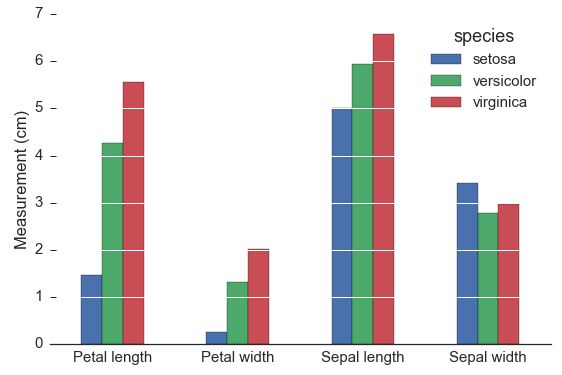 7
6
5
4
3
2
1
0
Measurement (cm)
species
setosa
versicolor
virginica
Petal length
Petal width
Sepal length
Sepal width